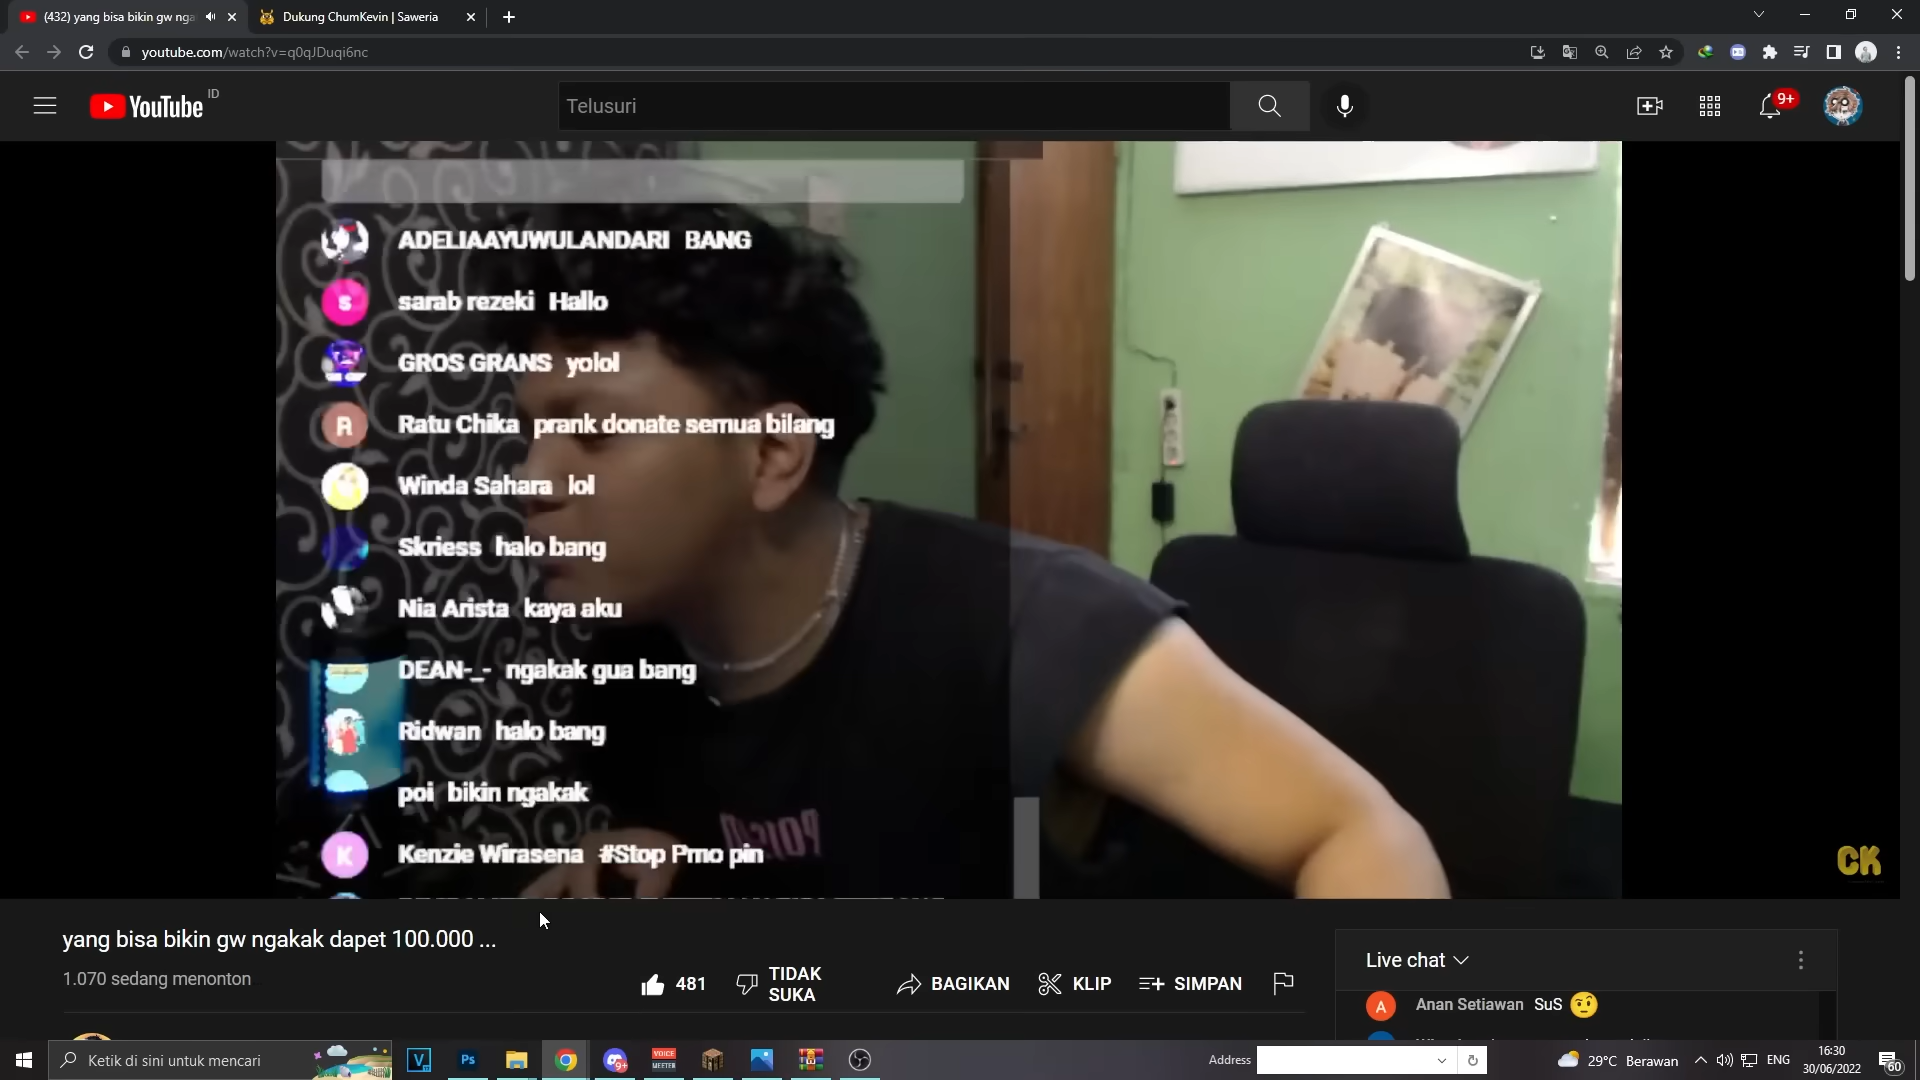 (432) yang bisa bikin gw nga
Dukung ChumKevin | Saweria
youtube.com/watch?v=q0qJDuqi6nc
YouTube ID
Telusuri
9+
ADELIAAYUWULANDARI BANG
sarab rezeki Hallo
GROS GRANS yolol
Ratu Chika prank donate semua bilang
Winda Sahara lol
Skriess halo bang
Nia Arista kaya aku
DEAN-_- ngakak gua bang
Ridwan halo bang
poi bikin ngakak
Kenzie Wirasena #Stop Prno pin
CK
yang bisa bikin gw ngakak dapet 100.000 ...
1.070 sedang menonton
481
TIDAK SUKA
BAGIKAN
KLIP
SIMPAN
Live chat
Anan Setiawan SuS
Ketik di sini untuk mencari
Address
29°C Berawan
ENG
16:30
30/06/2022
60